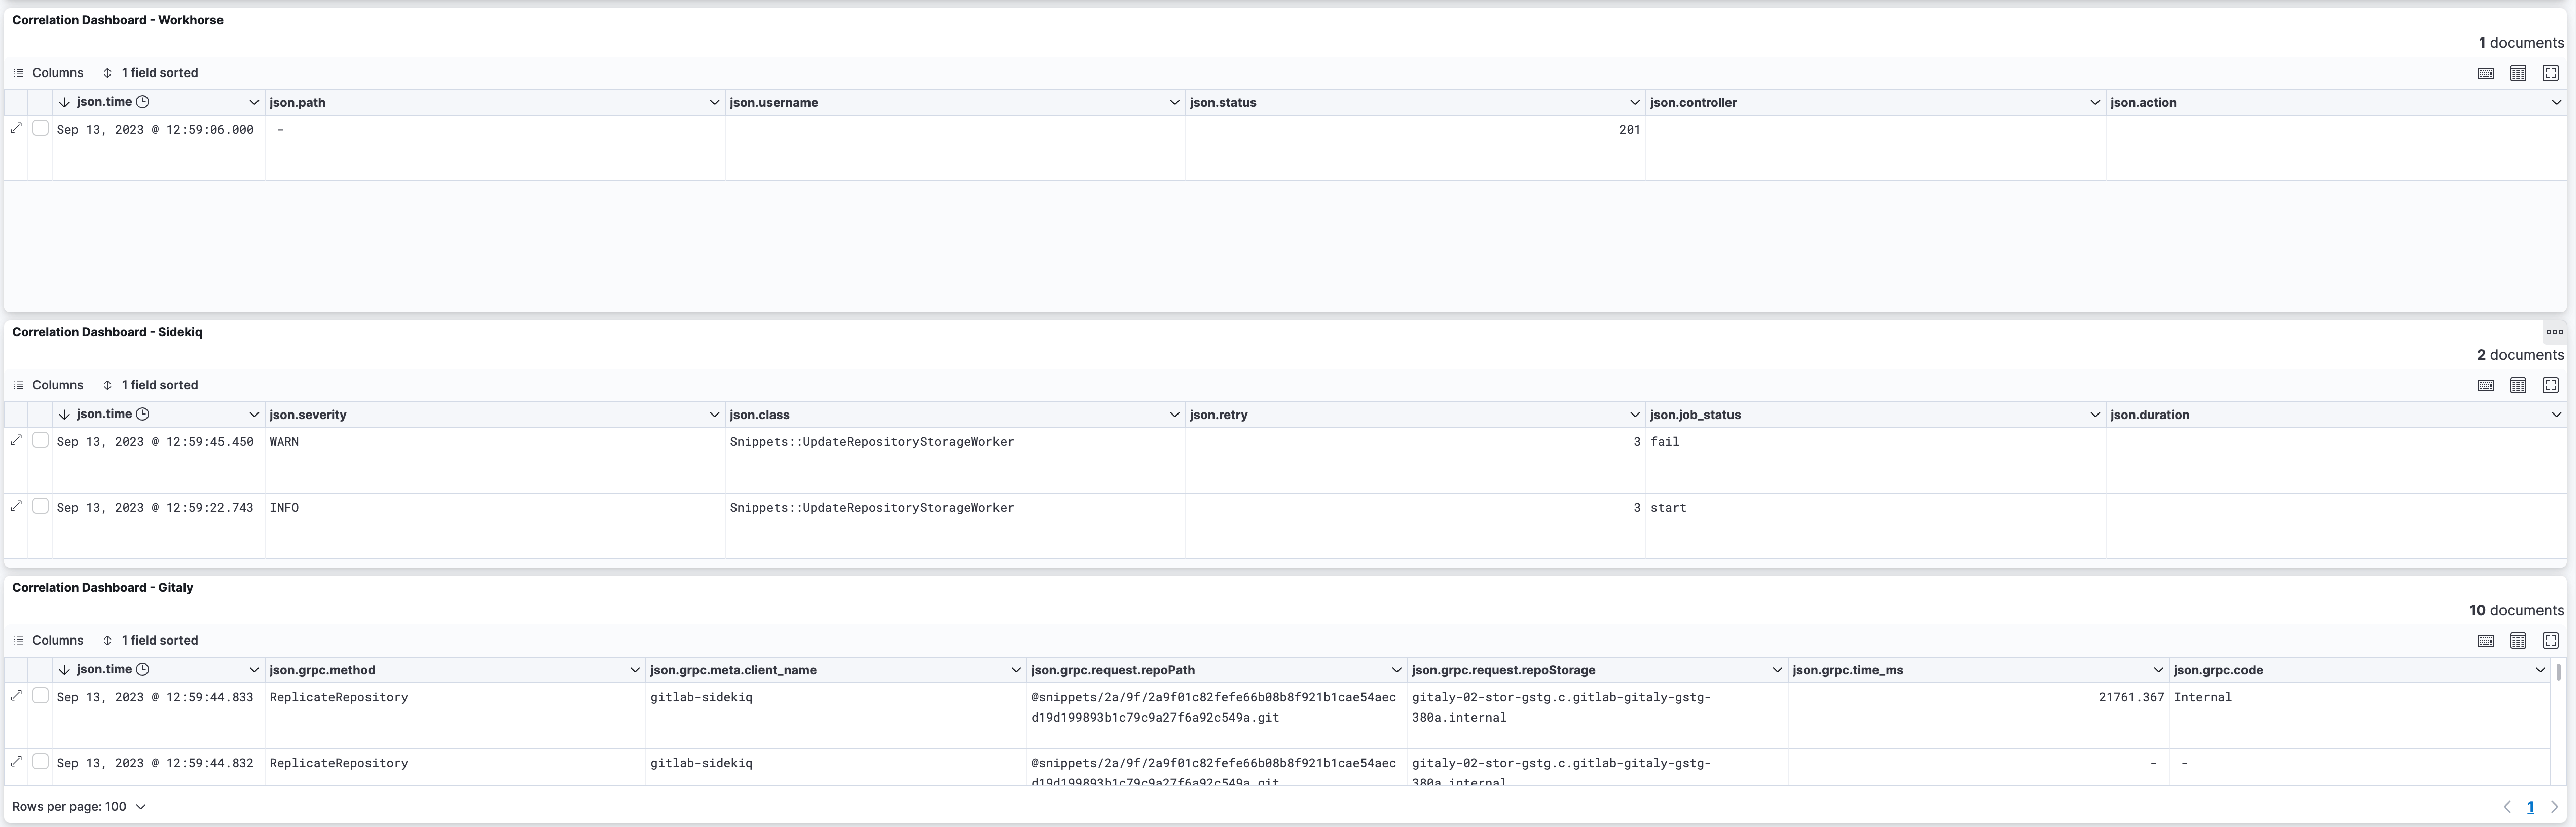 Correlation Dashboard - Workhorse
1 documents
Columns 1 field sorted
json.time json.path json.username json.status json.controller json.action
Sep 13, 2023 @ 12:59:06.000 - 201
Correlation Dashboard - Sidekiq
2 documents
Columns 1 field sorted
json.time json.severity json.class json.retry json.job_status json.duration
Sep 13, 2023 @ 12:59:45.450 WARN Snippets::UpdateRepositoryStorageWorker 3 fail
Sep 13, 2023 @ 12:59:22.743 INFO Snippets::UpdateRepositoryStorageWorker 3 start
Correlation Dashboard - Gitaly
10 documents
Columns 1 field sorted
json.time json.grpc.method json.grpc.meta.client_name json.grpc.request.repoPath json.grpc.request.repoStorage json.grpc.time_ms json.grpc.code
Sep 13, 2023 @ 12:59:44.833 ReplicateRepository gitlab-sidekiq @snippets/2a/9f/2a9f01c82fefe66b08b8f921b1cae54aec gitaly-02-stor-gstg.c.gitlab-gitaly-gstg- 21761.367 Internal
d19d199893b1c79c9a27f6a92c549a.git 380a.internal
Sep 13, 2023 @ 12:59:44.832 ReplicateRepository gitlab-sidekiq @snippets/2a/9f/2a9f01c82fefe66b08b8f921b1cae54aec gitaly-02-stor-gstg.c.gitlab-gitaly-gstg- - -
d19d199893b1c79c9a27f6a92c549a.git 380a.internal
Rows per page: 100 1